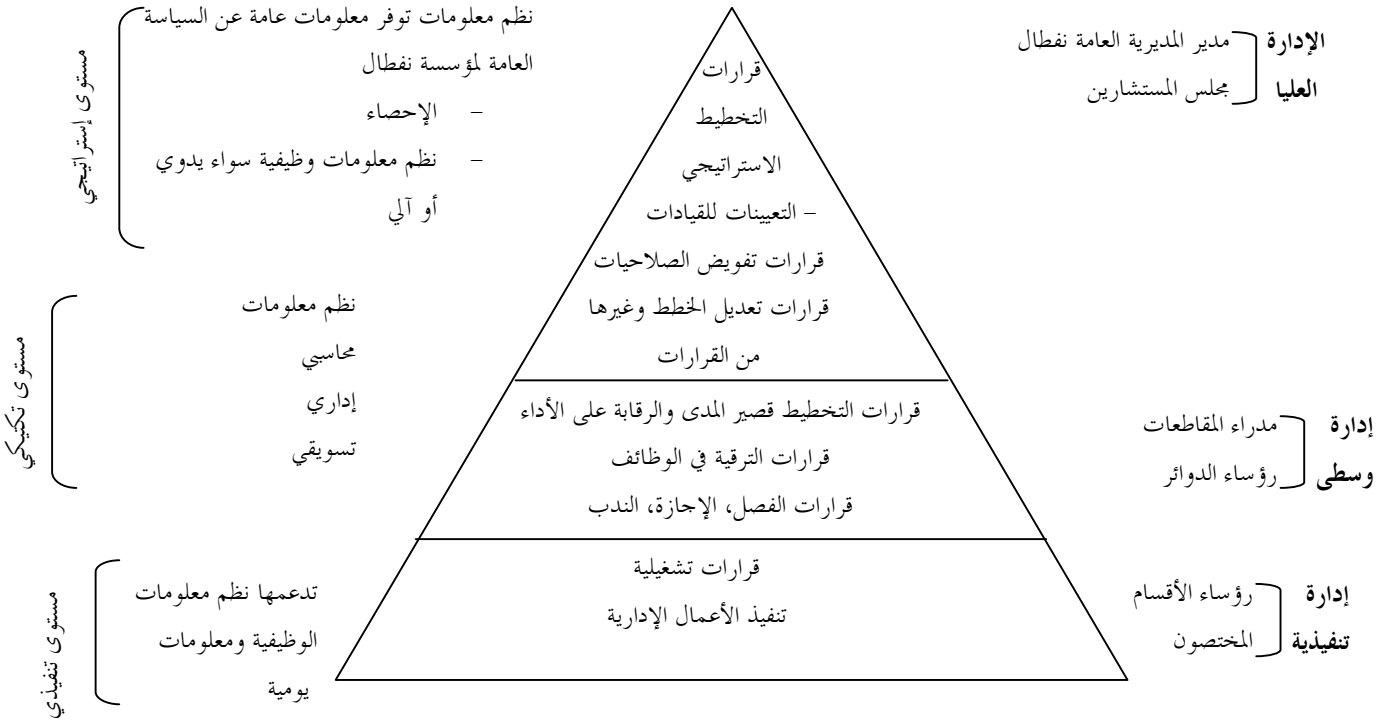 الإدارة
العليا
مدير المديرية العامة نفطال
مجلس المستشارين
قرارات
التخطيط
الاستراتيجي
– التعيينات للقيادات
قرارات تفويض الصلاحيات
قرارات تعديل الخطط وغيرها
من القرارات
نظم معلومات توفر معلومات عامة عن السياسة
العامة لمؤسسة نفطال
– الإحصاء
– نظم معلومات وظيفية سواء يدوي
أو آلي
مستوى إستراتيجي
إدارة
وسطى
مدراء المقاطعات
رؤساء الدوائر
قرارات التخطيط قصير المدى والرقابة على الأداء
قرارات الترقية في الوظائف
قرارات الفصل، الإجازة، الندب
نظم معلومات
محاسبي
إداري
تسويقي
مستوى تكتيكي
إدارة
تنفيذية
رؤساء الأقسام
المختصون
قرارات تشغيلية
تنفيذ الأعمال الإدارية
تدعمها نظم معلومات
الوظيفية ومعلومات
يومية
مستوى تنفيذي